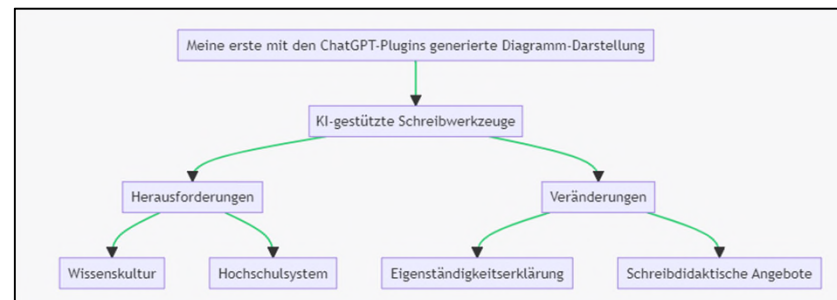 Meine erste mit den ChatGPT-Plugins generierte Diagramm-Darstellung
KI-gestützte Schreibwerkzeuge
Herausforderungen
Veränderungen
Wissenskultur
Hochschulsystem
Eigenständigkeitserklärung
Schreibdidaktische Angebote